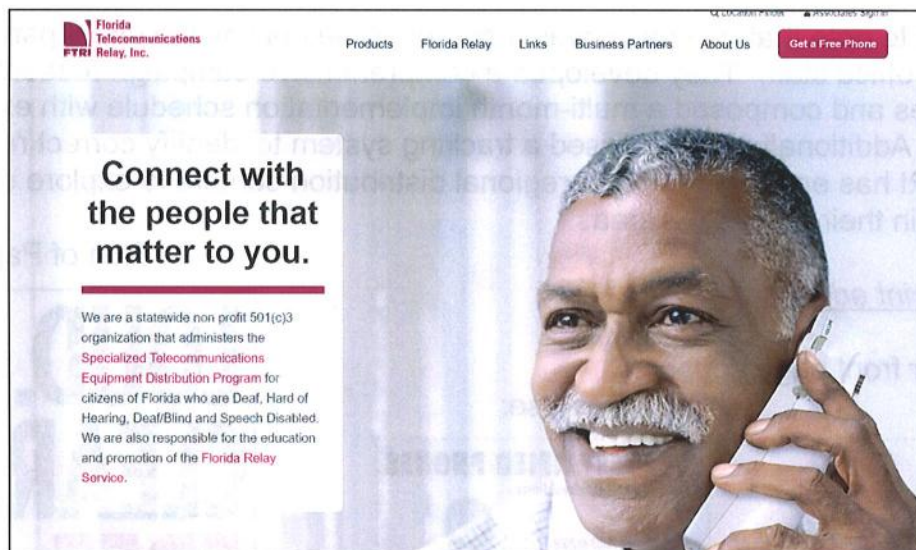 Location Finder Associates Sign In
Florida
Telecommunications
Relay, Inc.
FTRI
Products Florida Relay Links Business Partners About Us Get a Free Phone
Connect with
the people that
matter to you.
We are a statewide non profit 501(c)3
organization that administers the
Specialized Telecommunications
Equipment Distribution Program for
citizens of Florida who are Deaf, Hard of
Hearing, Deaf/Blind and Speech Disabled.
We are also responsible for the education
and promotion of the Florida Relay
Service.